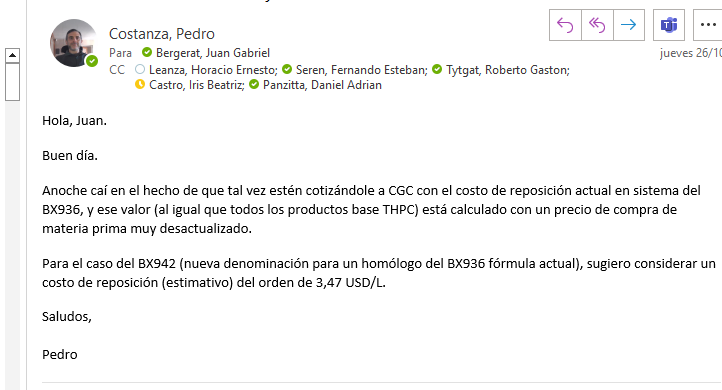 Costanza, Pedro
Para Bergerat, Juan Gabriel
jueves 26/10
CC Leanza, Horacio Ernesto; Seren, Fernando Esteban; Tytgat, Roberto Gaston;
Castro, Iris Beatriz; Panzitta, Daniel Adrian
Hola, Juan.
Buen día.
Anoche caí en el hecho de que tal vez estén cotizándole a CGC con el costo de reposición actual en sistema del
BX936, y ese valor (al igual que todos los productos base THPC) está calculado con un precio de compra de
materia prima muy desactualizado.
Para el caso del BX942 (nueva denominación para un homólogo del BX936 fórmula actual), sugiero considerar un
costo de reposición (estimativo) del orden de 3,47 USD/L.
Saludos,
Pedro